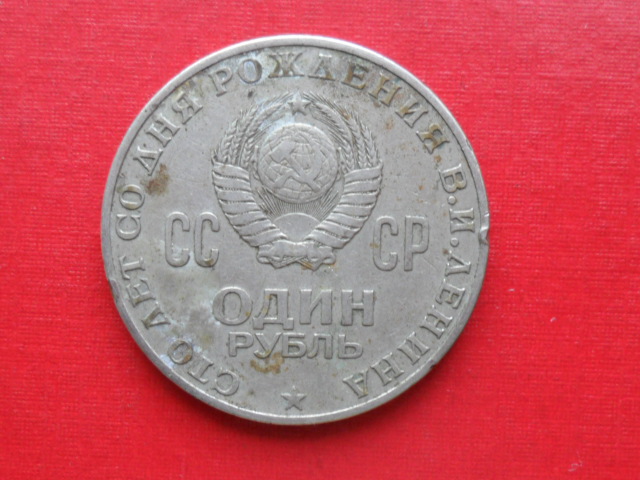 СТО ЛЕТ СО ДНЯ РОЖДЕНИЯ В.И.ЛЕНИНА
СС СР
ОДИН
РУБЛЬ